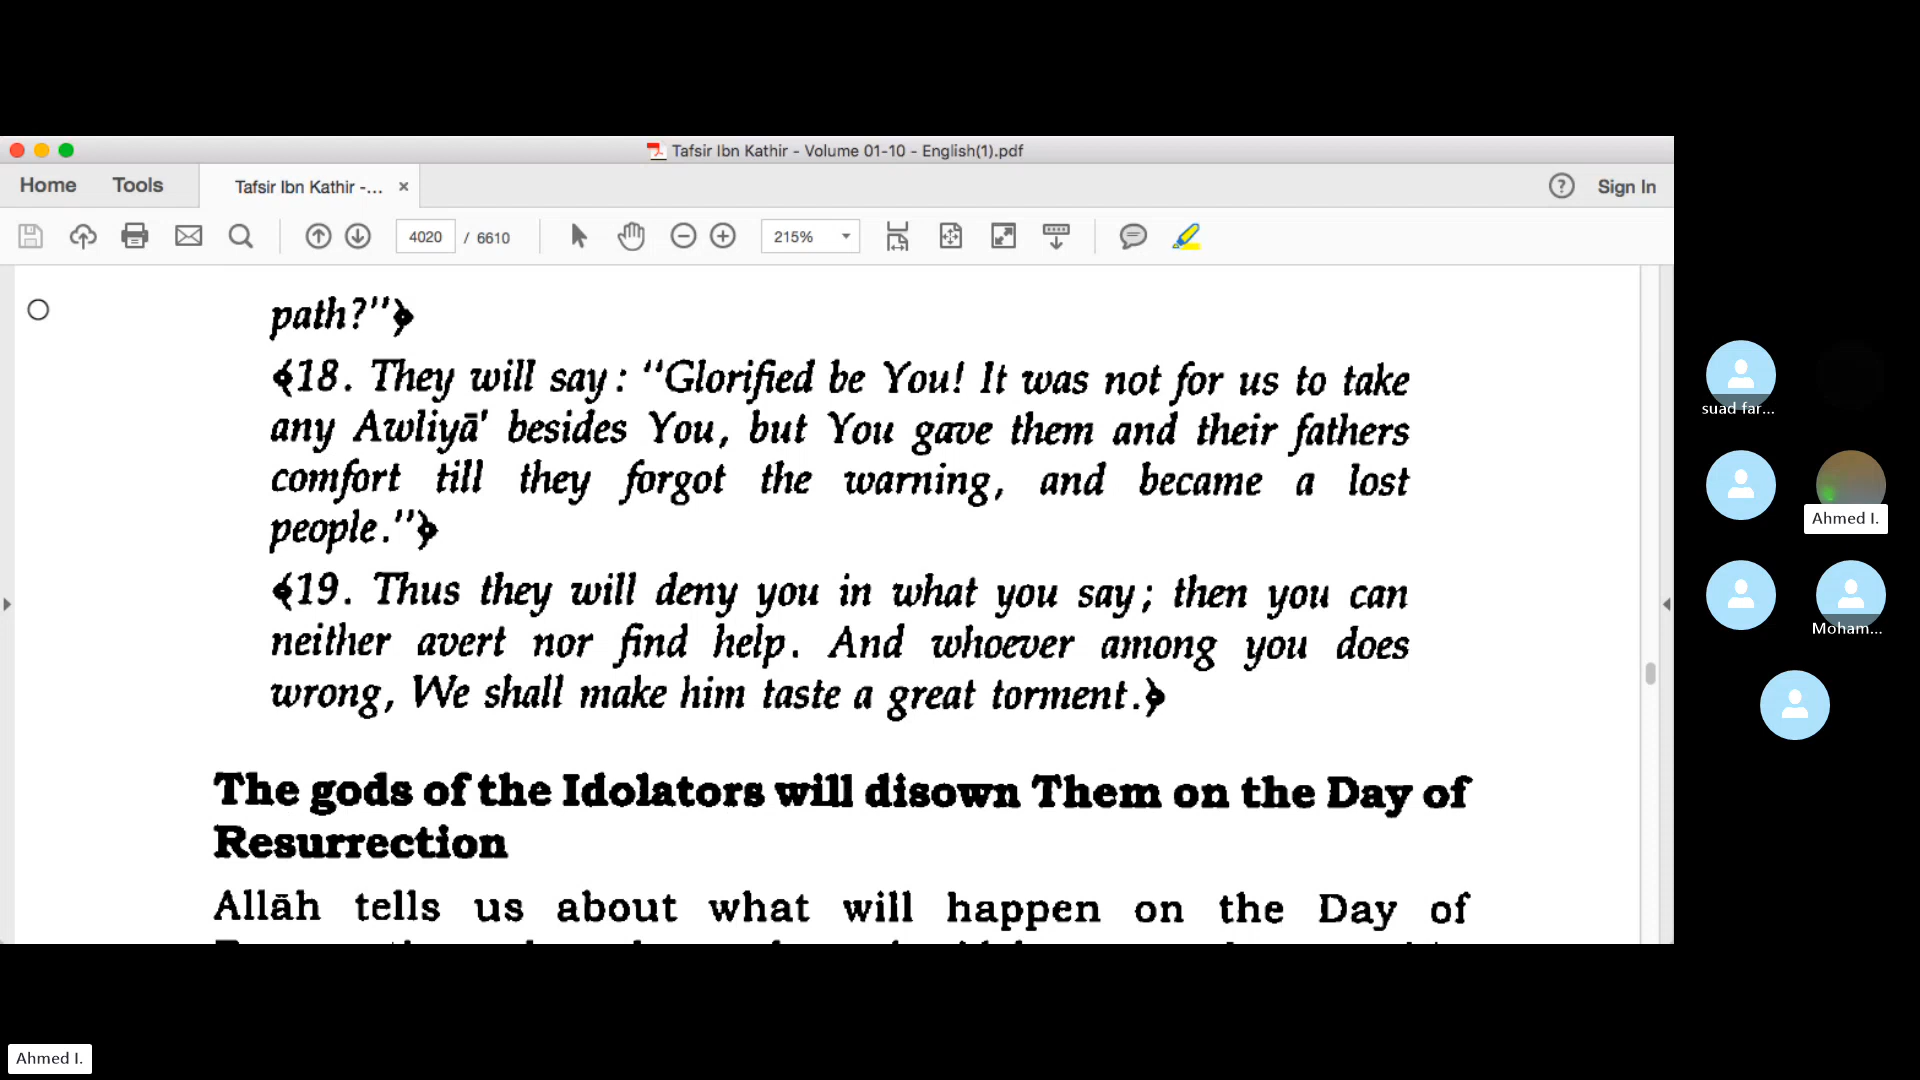 Tafsir Ibn Kathir - Volume 01-10 - English(1).pdf
Home Tools Tafsir Ibn Kathir -... × ? Sign In
4020 / 6610 215%
path?"﴿
﴾18. They will say: "Glorified be You! It was not for us to take
any Awliyā' besides You, but You gave them and their fathers
comfort till they forgot the warning, and became a lost
people."﴿
﴾19. Thus they will deny you in what you say; then you can
neither avert nor find help. And whoever among you does
wrong, We shall make him taste a great torment.﴿
The gods of the Idolators will disown Them on the Day of
Resurrection
Allāh tells us about what will happen on the Day of
suad far...
Ahmed I.
Moham...
Ahmed I.